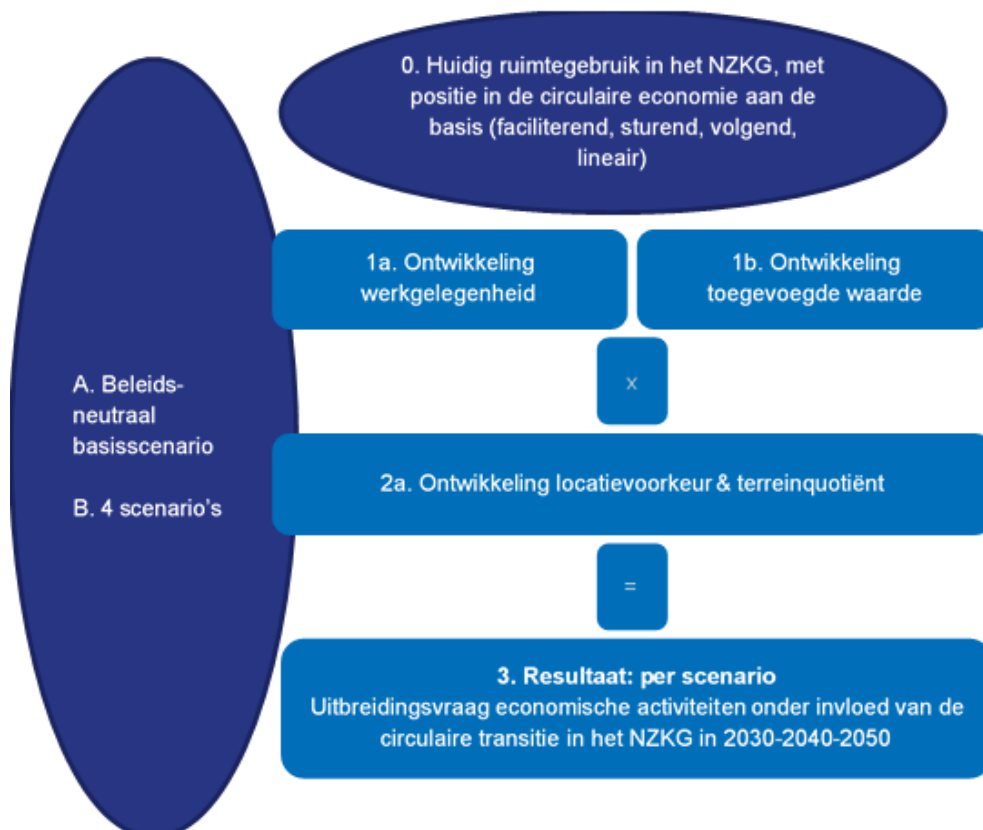 0. Huidig ruimtegebruik in het NZKG, met
positie in de circulaire economie aan de
basis (faciliterend, sturend, volgend,
lineair)
1a. Ontwikkeling
werkgelegenheid
1b. Ontwikkeling
toegevoegde waarde
x
A. Beleids-
neutraal
basisscenario
B. 4 scenario's
2a. Ontwikkeling locatievoorkeur & terreinquotiënt
=
3. Resultaat: per scenario
Uitbreidingsvraag economische activiteiten onder invloed van de
circulaire transitie in het NZKG in 2030-2040-2050